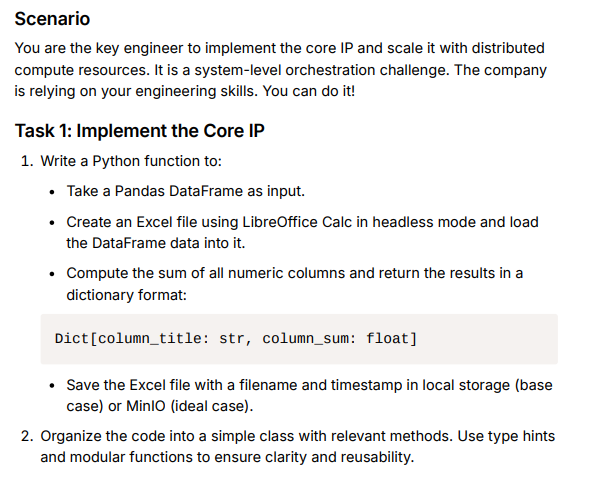 Scenario
You are the key engineer to implement the core IP and scale it with distributed
compute resources. It is a system-level orchestration challenge. The company
is relying on your engineering skills. You can do it!
Task 1: Implement the Core IP
1. Write a Python function to:
• Take a Pandas DataFrame as input.
• Create an Excel file using LibreOffice Calc in headless mode and load
the DataFrame data into it.
• Compute the sum of all numeric columns and return the results in a
dictionary format:
Dict[column_title: str, column_sum: float]
• Save the Excel file with a filename and timestamp in local storage (base
case) or MinIO (ideal case).
2. Organize the code into a simple class with relevant methods. Use type hints
and modular functions to ensure clarity and reusability.